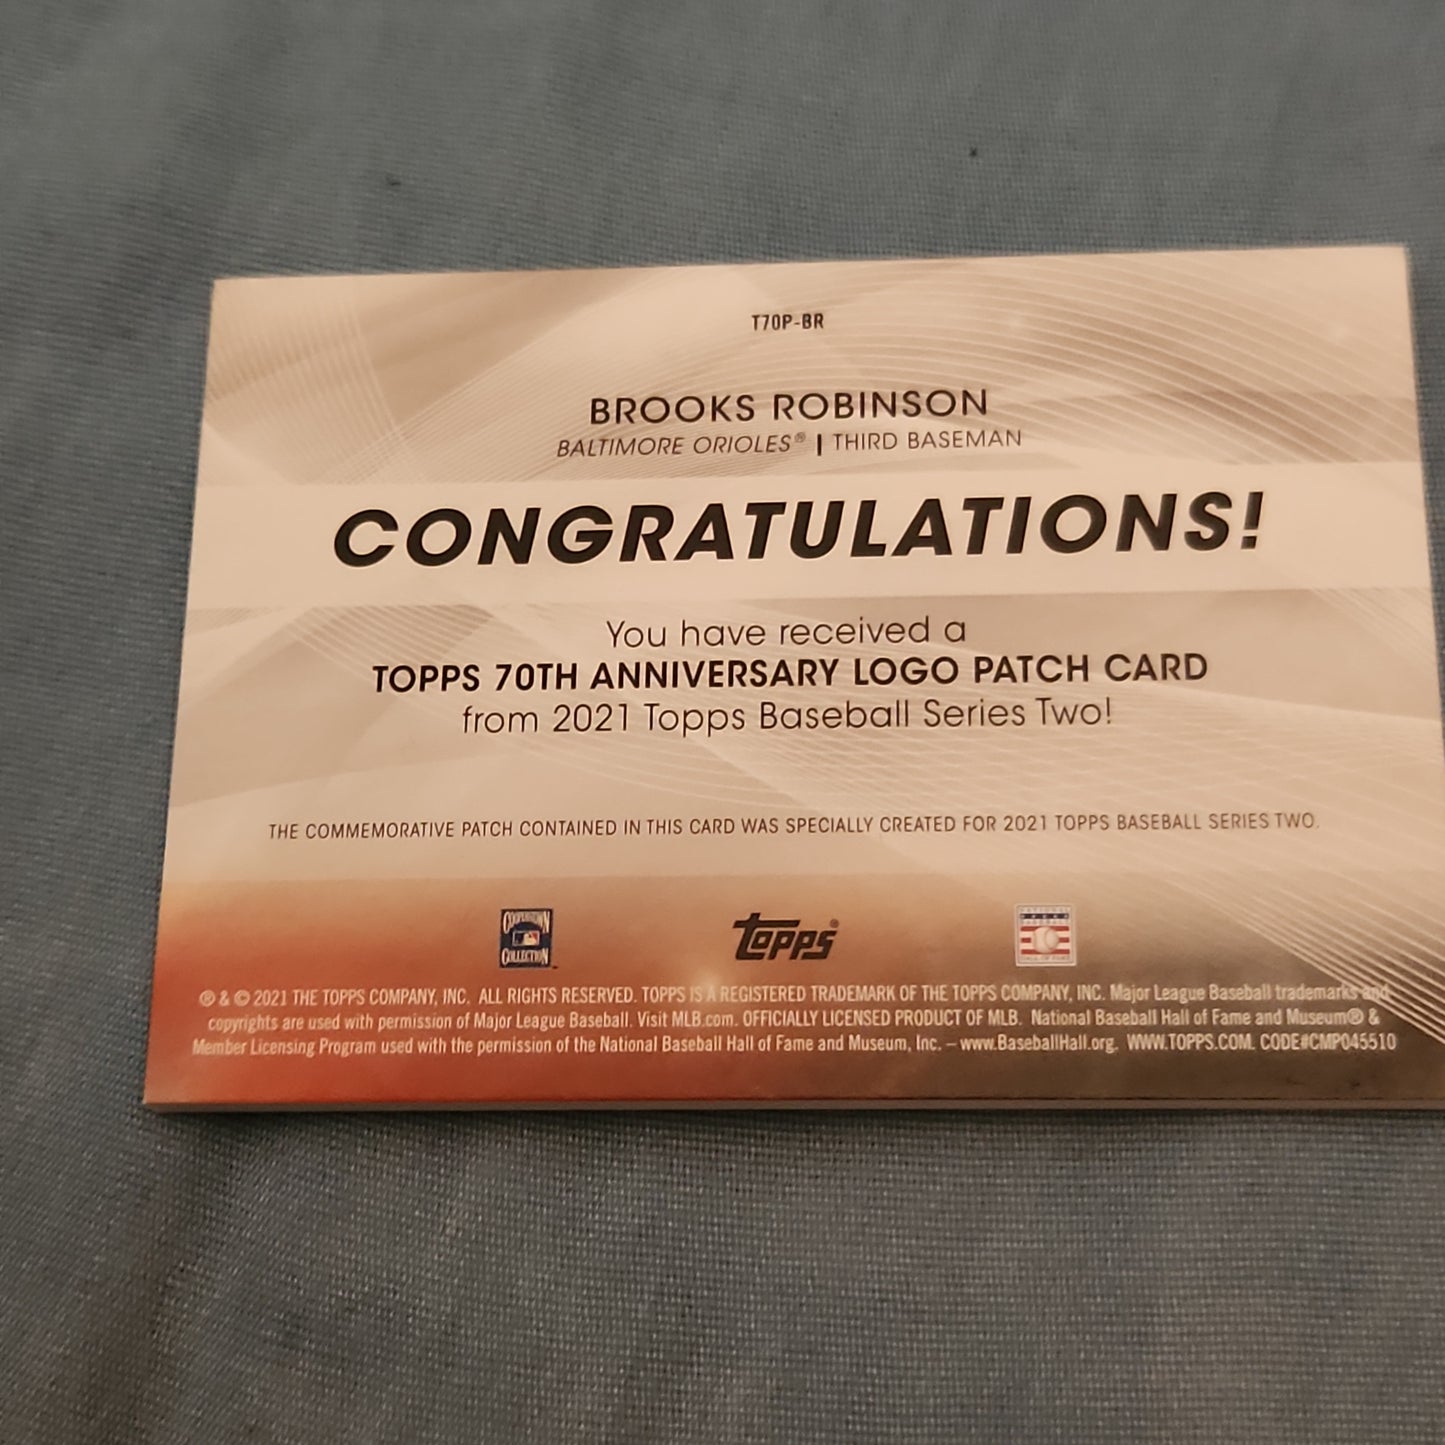 T70P-BR
BROOKS ROBINSON
BALTIMORE ORIOLES® | THIRD BASEMAN
CONGRATULATIONS!
You have received a
TOPPS 70TH ANNIVERSARY LOGO PATCH CARD
from 2021 Topps Baseball Series Two!
THE COMMEMORATIVE PATCH CONTAINED IN THIS CARD WAS SPECIALLY CREATED FOR 2021 TOPPS BASEBALL SERIES TWO.
COOPERSTOWN
COLLECTION
Topps®
® & © 2021 THE TOPPS COMPANY, INC. ALL RIGHTS RESERVED. TOPPS IS A REGISTERED TRADEMARK OF THE TOPPS COMPANY, INC. Major League Baseball trademarks and
copyrights are used with permission of Major League Baseball. Visit MLB.com. OFFICIALLY LICENSED PRODUCT OF MLB. National Baseball Hall of Fame and Museum® &
Member Licensing Program used with the permission of the National Baseball Hall of Fame and Museum, Inc. – www.BaseballHall.org. WWW.TOPPS.COM. CODE#CMP045510